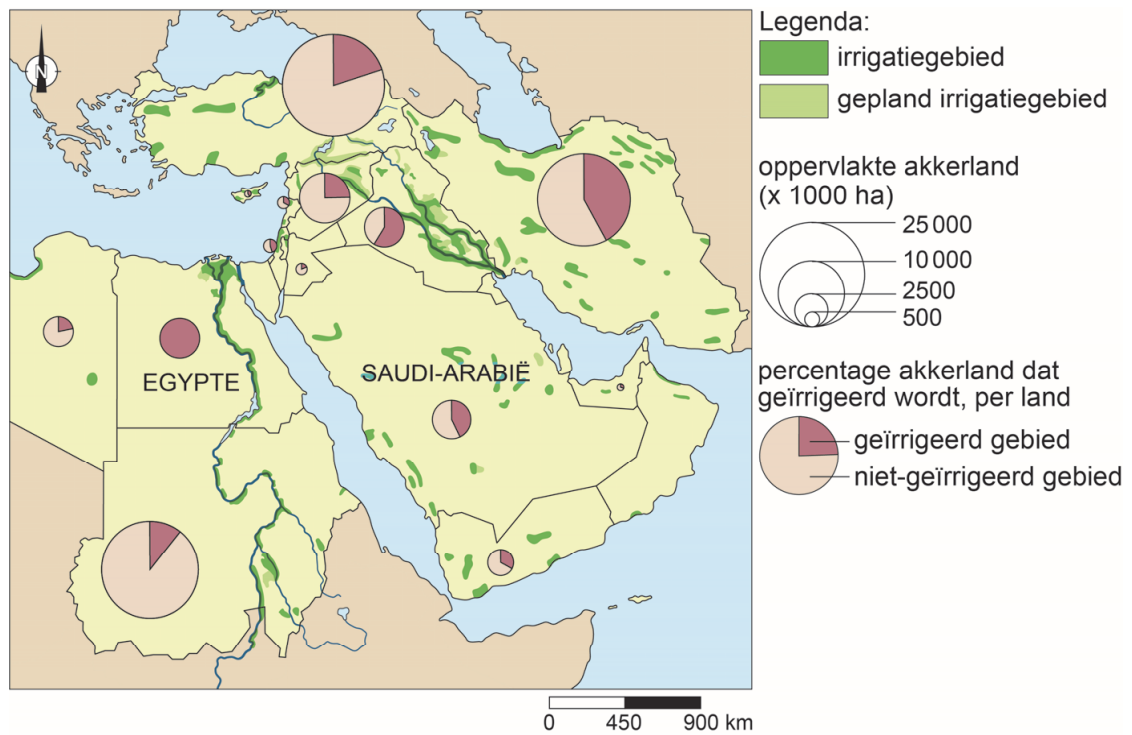 N
EGYPTE
SAUDI-ARABIË
0 450 900 km
Legenda:
irrigatiegebied
gepland irrigatiegebied
oppervlakte akkerland
(x 1000 ha)
25 000
10 000
2500
500
percentage akkerland dat
geïrrigeerd wordt, per land
geïrrigeerd gebied
niet-geïrrigeerd gebied